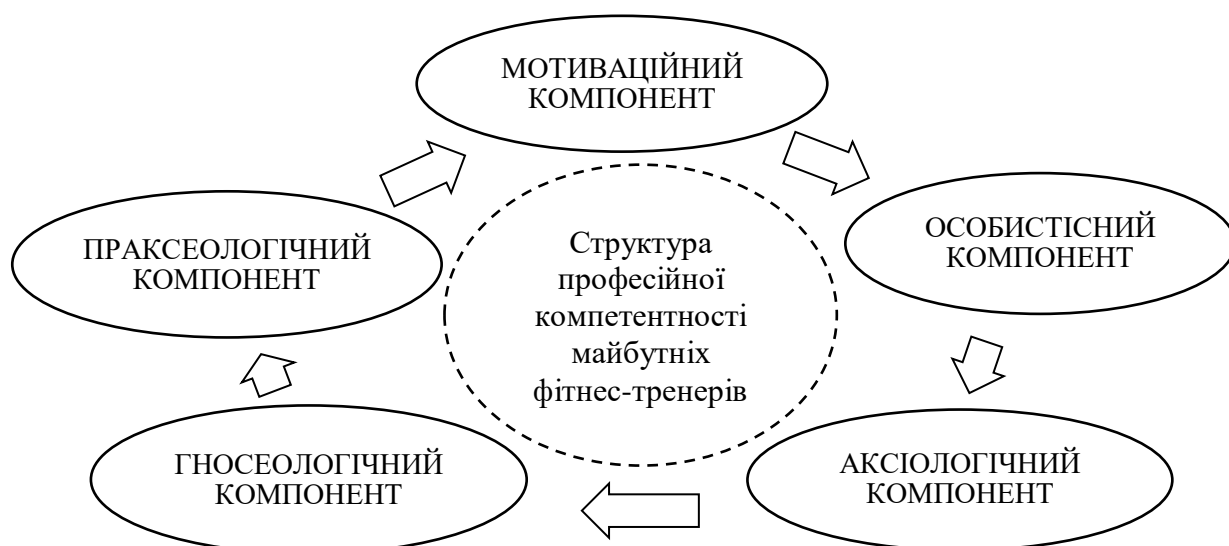 МОТИВАЦІЙНИЙ
КОМПОНЕНТ
ОСОБИСТІСНИЙ
КОМПОНЕНТ
ПРАКСЕОЛОГІЧНИЙ
КОМПОНЕНТ
Структура
професійної
компетентності
майбутніх
фітнес-тренерів
ГНОСЕОЛОГІЧНИЙ
КОМПОНЕНТ
АКСІОЛОГІЧНИЙ
КОМПОНЕНТ